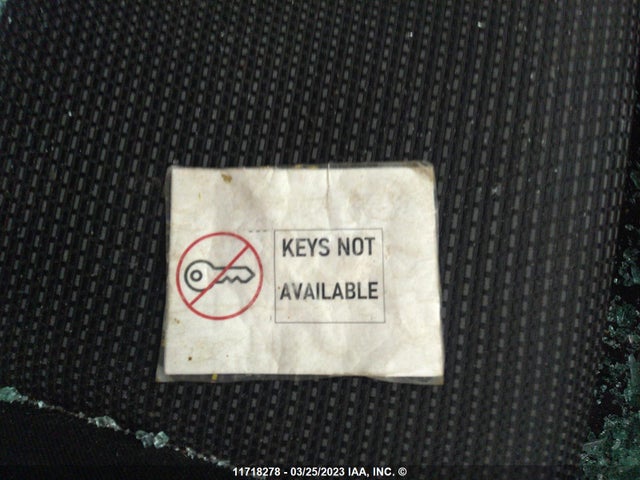 KEYS NOT
AVAILABLE
11718278 - 03/25/2023 IAA, INC. ©